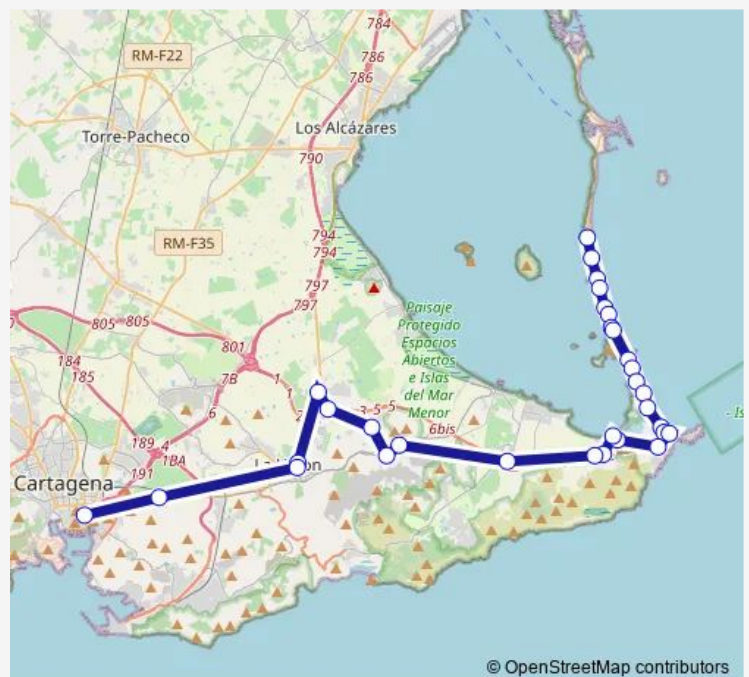 784
RM-F22
786
786
Torre-Pacheco
Los Alcázares
790
794
RM-F35
794
797
797
Paisaje
Protegido
Espacios
Abiertos
e Islas
del Mar
Menor
805
805
801
184
7B
1
185
1
6
3
5
5
6bis
- Is
189
4
1BA
191
Cartagena
© OpenStreetMap contributors